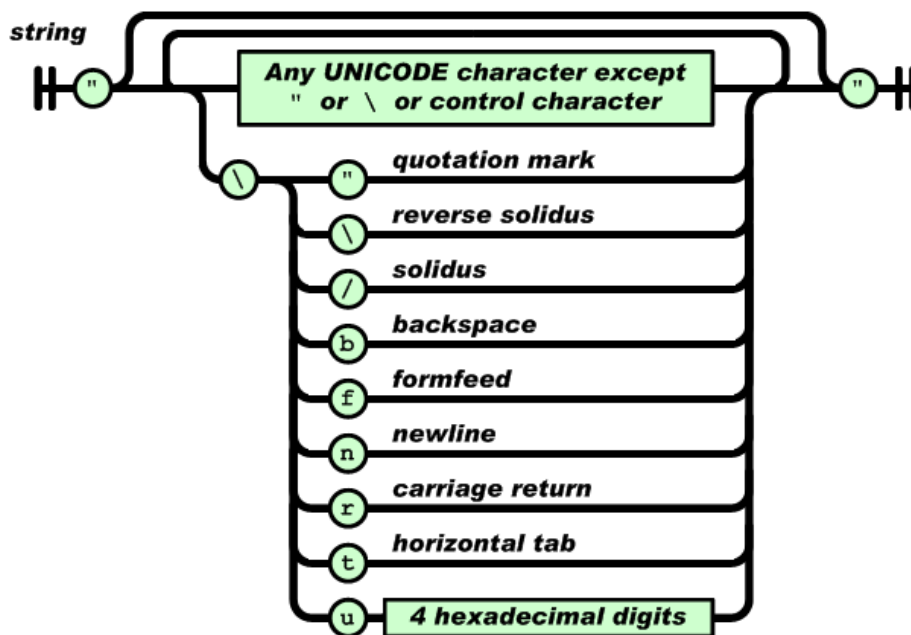 string
"
Any UNICODE character except
" or \ or control character
"
\
" quotation mark
\ reverse solidus
/ solidus
b backspace
f formfeed
n newline
r carriage return
t horizontal tab
u 4 hexadecimal digits